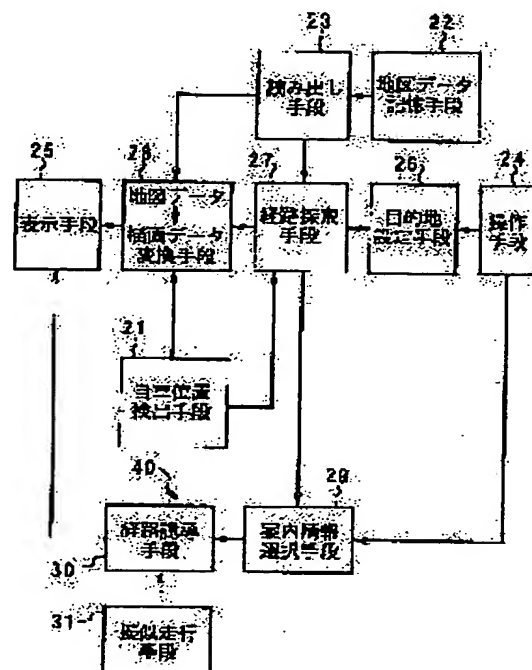 23
22
読み出し
手段
地図データ
記憶手段
25
28
27
26
24
表示手段
地図データ
描画データ
変換手段
経路探索
手段
目的地
設定手段
操作
手段
21
自車位置
検出手段
40
29
経路誘導
手段
案内情報
選択手段
30
31
模似走行
手段